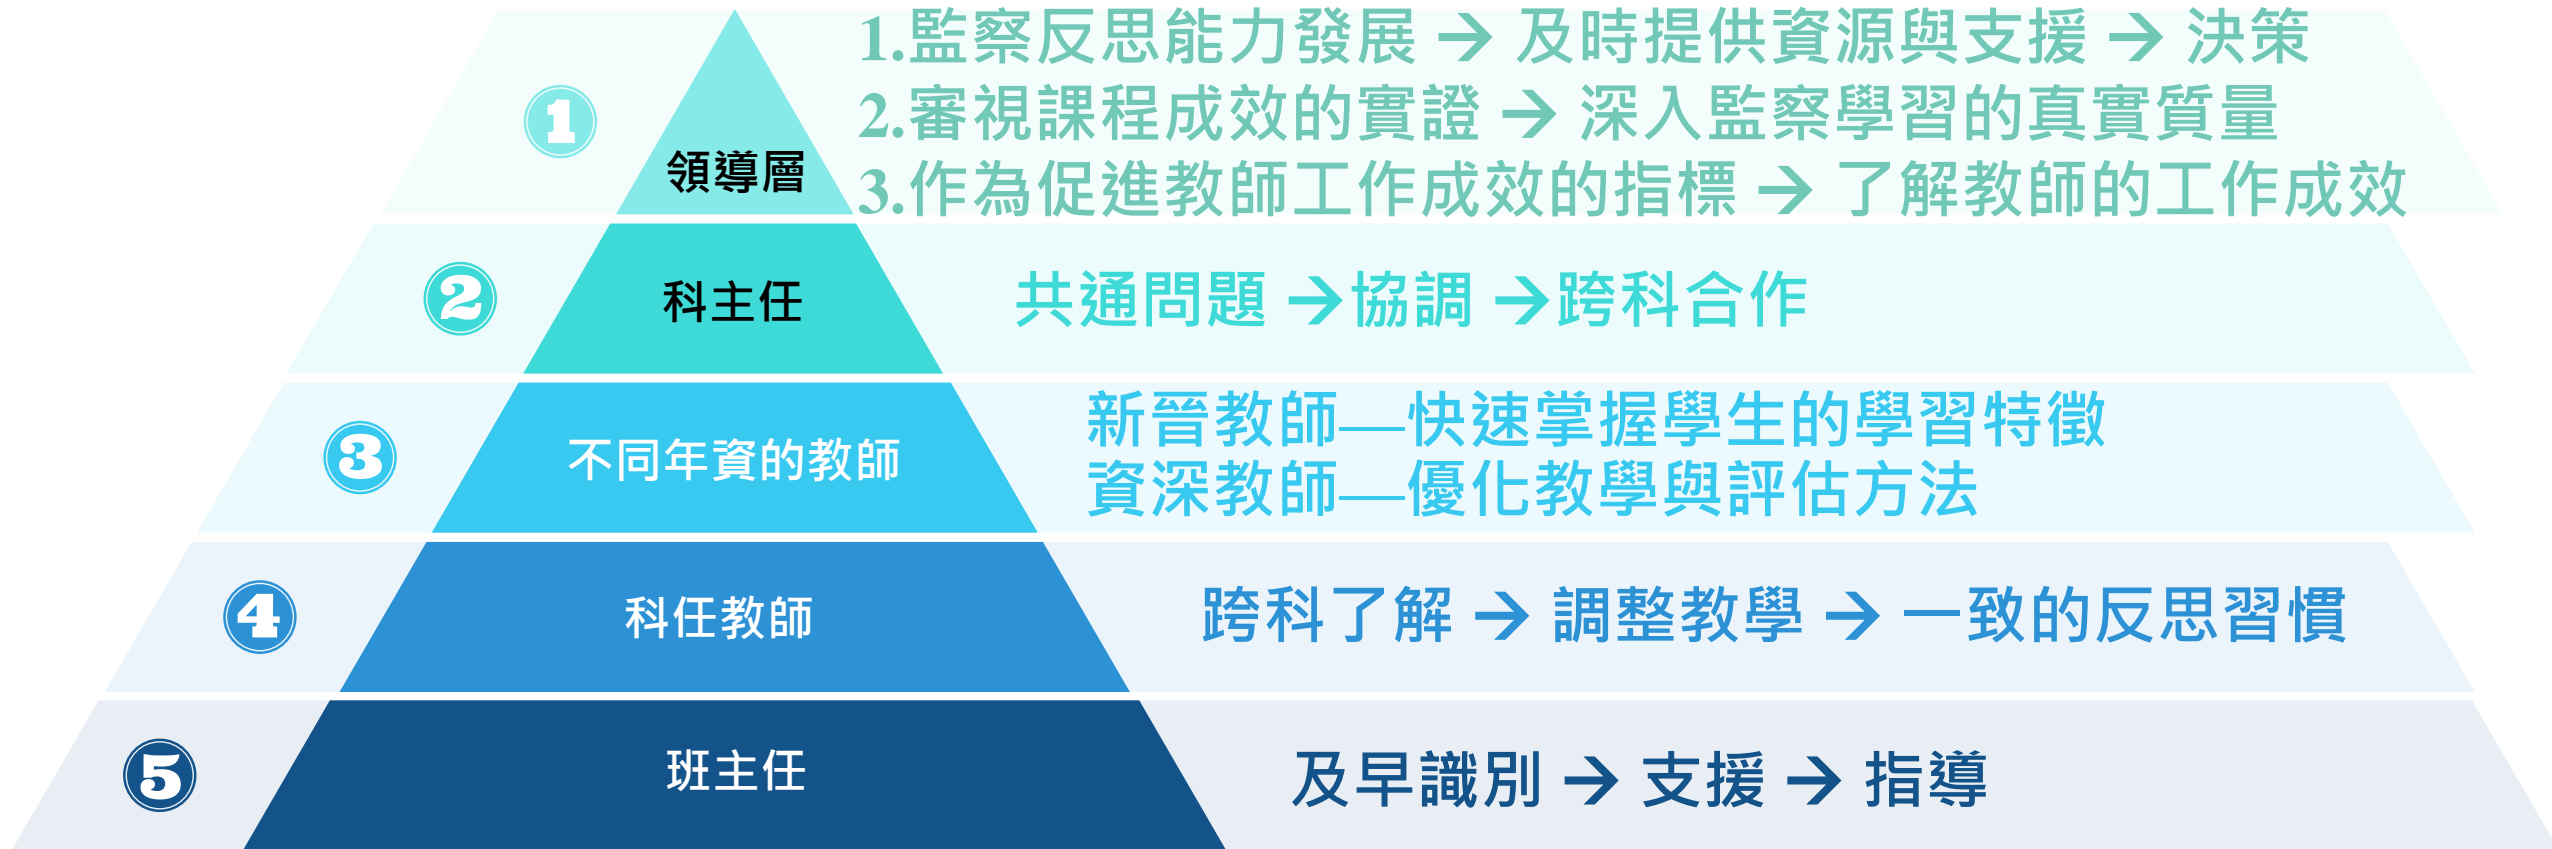 1
領導層
1.監察反思能力發展 → 及時提供資源與支援 → 決策
2.審視課程成效的實證 → 深入監察學習的真實質量
3.作為促進教師工作成效的指標 → 了解教師的工作成效
2
科主任
共通問題 →協調 →跨科合作
3
不同年資的教師
新晉教師—快速掌握學生的學習特徵
資深教師—優化教學與評估方法
4
科任教師
跨科了解 → 調整教學 → 一致的反思習慣
5
班主任
及早識別 → 支援 → 指導